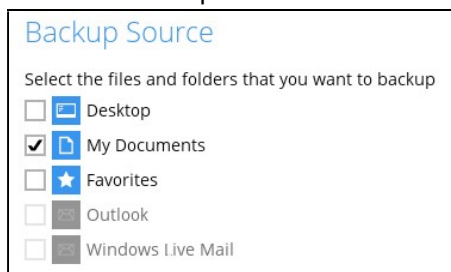 Backup Source
Select the files and folders that you want to backup
Desktop
My Documents
Favorites
Outlook
Windows Live Mail